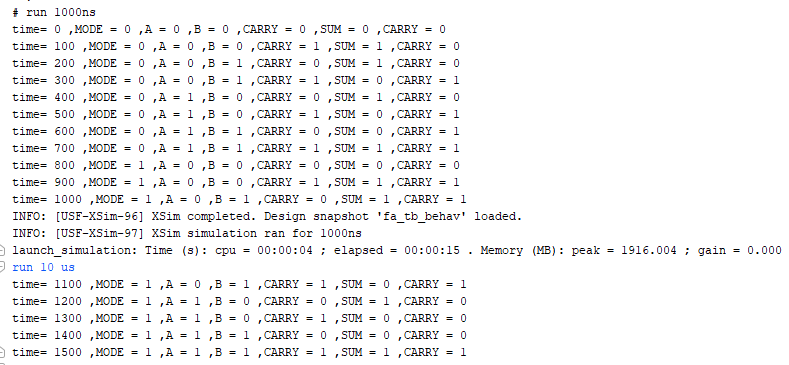 # run 1000ns
time= 0 ,MODE = 0 ,A = 0 ,B = 0 ,CARRY = 0 ,SUM = 0 ,CARRY = 0
time= 100 ,MODE = 0 ,A = 0 ,B = 0 ,CARRY = 1 ,SUM = 1 ,CARRY = 0
time= 200 ,MODE = 0 ,A = 0 ,B = 1 ,CARRY = 0 ,SUM = 1 ,CARRY = 0
time= 300 ,MODE = 0 ,A = 0 ,B = 1 ,CARRY = 1 ,SUM = 0 ,CARRY = 1
time= 400 ,MODE = 0 ,A = 1 ,B = 0 ,CARRY = 0 ,SUM = 1 ,CARRY = 0
time= 500 ,MODE = 0 ,A = 1 ,B = 0 ,CARRY = 1 ,SUM = 0 ,CARRY = 1
time= 600 ,MODE = 0 ,A = 1 ,B = 1 ,CARRY = 0 ,SUM = 0 ,CARRY = 1
time= 700 ,MODE = 0 ,A = 1 ,B = 1 ,CARRY = 1 ,SUM = 1 ,CARRY = 1
time= 800 ,MODE = 1 ,A = 0 ,B = 0 ,CARRY = 0 ,SUM = 0 ,CARRY = 0
time= 900 ,MODE = 1 ,A = 0 ,B = 0 ,CARRY = 1 ,SUM = 1 ,CARRY = 1
time= 1000 ,MODE = 1 ,A = 0 ,B = 1 ,CARRY = 0 ,SUM = 1 ,CARRY = 1
INFO: [USF-XSim-96] XSim completed. Design snapshot 'fa_tb_behav' loaded.
INFO: [USF-XSim-97] XSim simulation ran for 1000ns
launch_simulation: Time (s): cpu = 00:00:04 ; elapsed = 00:00:15 . Memory (MB): peak = 1916.004 ; gain = 0.000
run 10 us
time= 1100 ,MODE = 1 ,A = 0 ,B = 1 ,CARRY = 1 ,SUM = 0 ,CARRY = 1
time= 1200 ,MODE = 1 ,A = 1 ,B = 0 ,CARRY = 0 ,SUM = 1 ,CARRY = 0
time= 1300 ,MODE = 1 ,A = 1 ,B = 0 ,CARRY = 1 ,SUM = 0 ,CARRY = 0
time= 1400 ,MODE = 1 ,A = 1 ,B = 1 ,CARRY = 0 ,SUM = 0 ,CARRY = 0
time= 1500 ,MODE = 1 ,A = 1 ,B = 1 ,CARRY = 1 ,SUM = 1 ,CARRY = 1